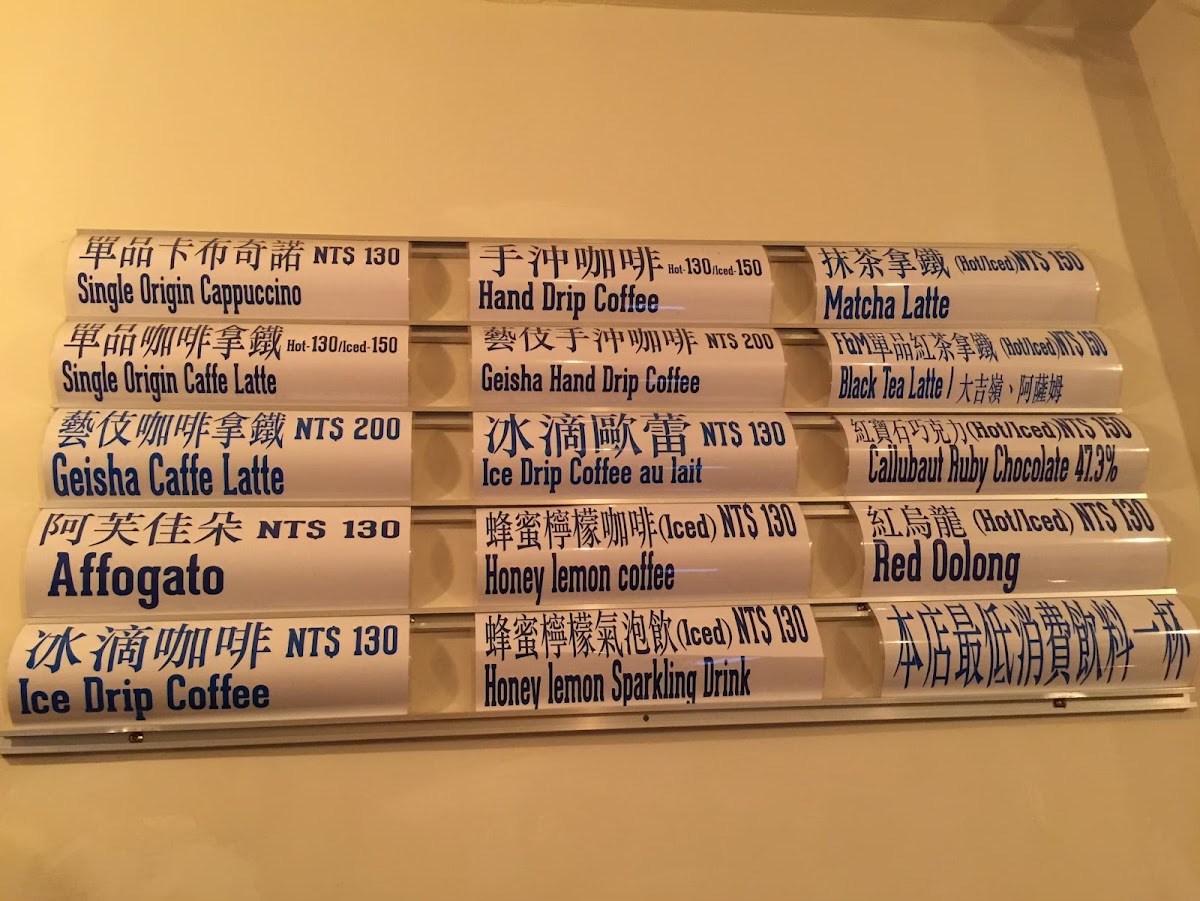 單品卡布奇諾 NT$ 130
Single Origin Cappuccino
單品咖啡拿鐵 Hot-130/Iced-150
Single Origin Caffe Latte
藝伎咖啡拿鐵 NT$ 200
Geisha Caffe Latte
阿芙佳朵 NT$ 130
Affogato
冰滴咖啡 NT$ 130
Ice Drip Coffee
手沖咖啡 Hot-130/Iced-150
Hand Drip Coffee
藝伎手沖咖啡 NT$ 200
Geisha Hand Drip Coffee
冰滴歐蕾 NT$ 130
Ice Drip Coffee au lait
蜂蜜檸檬咖啡(Iced) NT$ 130
Honey lemon coffee
蜂蜜檸檬氣泡飲(Iced) NT$ 130
Honey lemon Sparkling Drink
抹茶拿鐵 (Hot/Iced)NT$ 150
Matcha Latte
F&M單品紅茶拿鐵 (Hot/Iced)NT$ 150
Black Tea Latte / 大吉嶺、阿薩姆
紅寶石巧克力(Hot/Iced)NT$ 150
Callubaut Ruby Chocolate 47.3%
紅烏龍 (Hot/Iced) NT$ 130
Red Oolong
本店最低消費飲料一杯